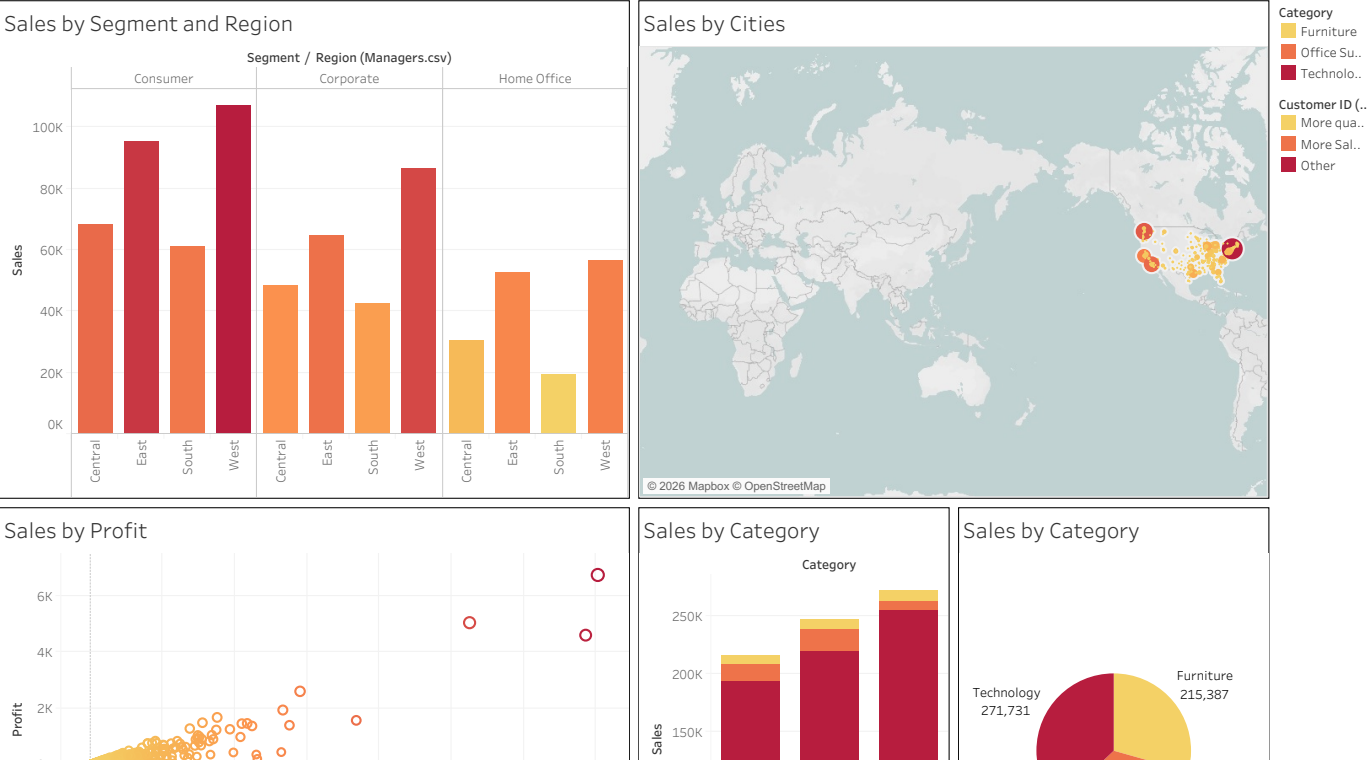 Sales by Segment and Region
Segment / Region (Managers.csv)
Consumer
Corporate
Home Office
Sales
100K
80K
60K
40K
20K
0K
Central
East
South
West
Central
East
South
West
Central
East
South
West
Sales by Cities
© 2026 Mapbox © OpenStreetMap
Category
Furniture
Office Su..
Technolo..
Customer ID (..
More qua..
More Sal..
Other
Sales by Profit
Profit
6K
4K
2K
Sales by Category
Category
Sales
250K
200K
150K
Sales by Category
Technology
271,731
Furniture
215,387